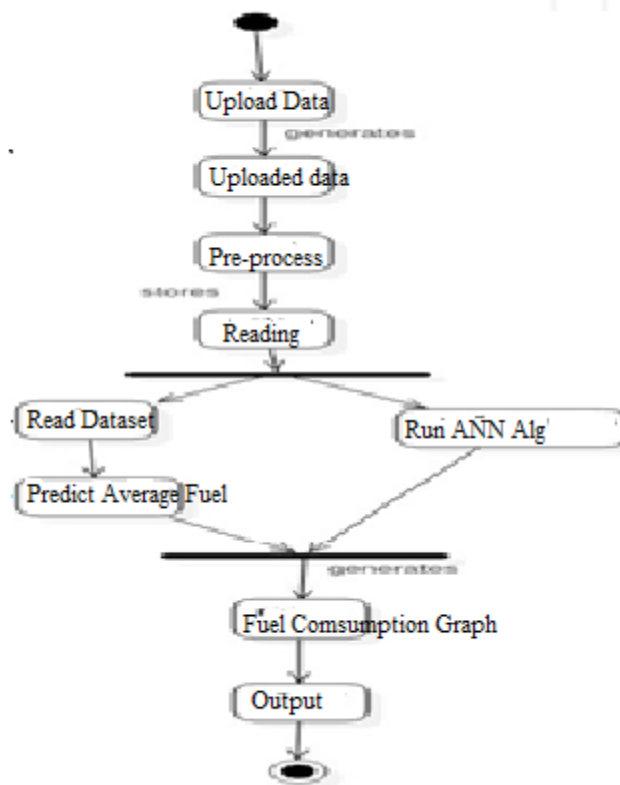 Upload Data
generates
Uploaded data
Pre-process
stores
Reading
Read Dataset
Run ANN Alg
Predict Average Fuel
generates
Fuel Comsumption Graph
Output